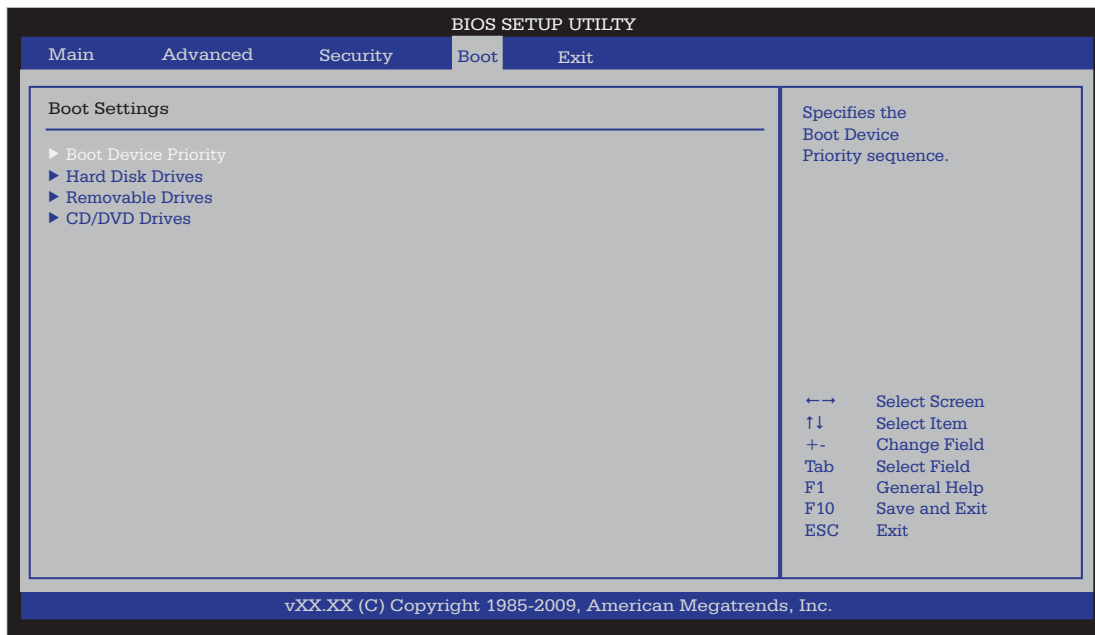 BIOS SETUP UTILTY
Main Advanced Security Boot Exit
Boot Settings
▶ Boot Device Priority
▶ Hard Disk Drives
▶ Removable Drives
▶ CD/DVD Drives
Specifies the
Boot Device
Priority sequence.
←→ Select Screen
↑↓ Select Item
+- Change Field
Tab Select Field
F1 General Help
F10 Save and Exit
ESC Exit
vXX.XX (C) Copyright 1985-2009, American Megatrends, Inc.